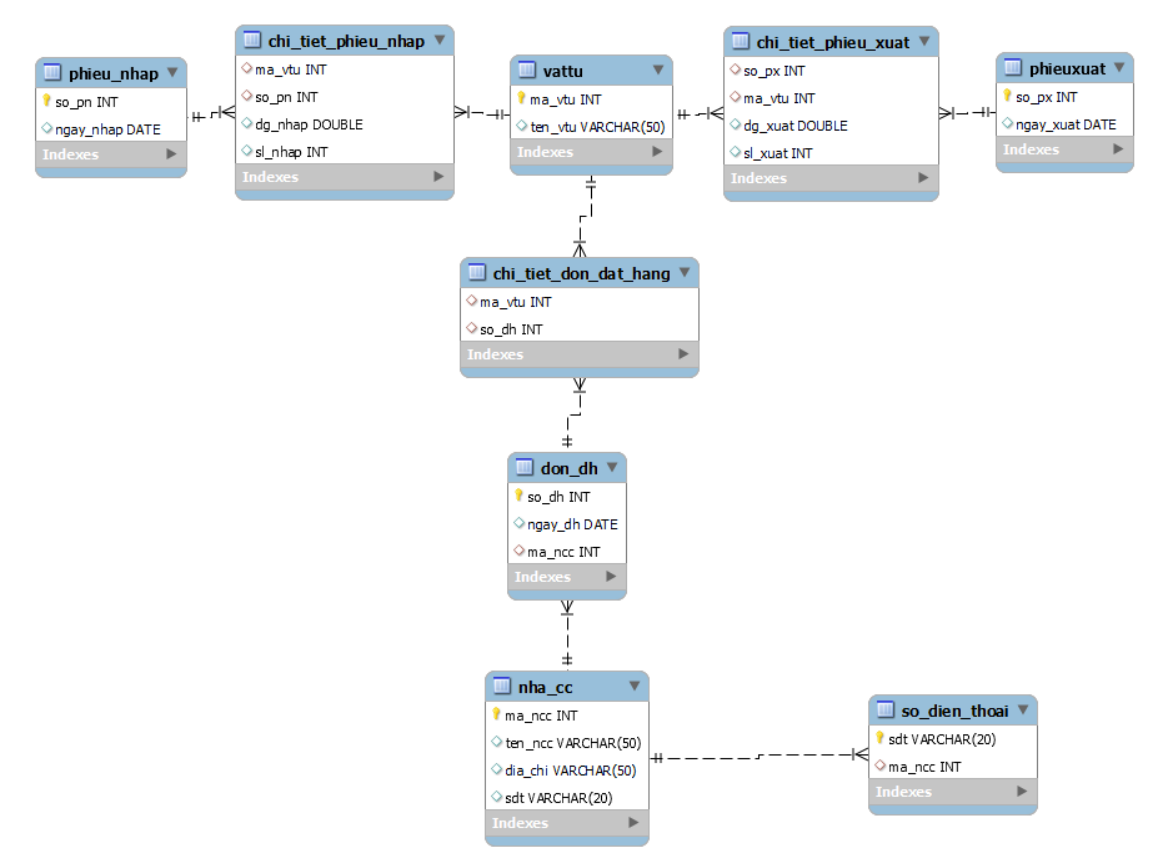 phieu_nhap
so_pn INT
ngay_nhap DATE
Indexes
chi_tiet_phieu_nhap
ma_vtu INT
so_pn INT
dg_nhap DOUBLE
sl_nhap INT
Indexes
vattu
ma_vtu INT
ten_vtu VARCHAR(50)
Indexes
chi_tiet_phieu_xuat
so_px INT
ma_vtu INT
dg_xuat DOUBLE
sl_xuat INT
Indexes
phieuxuat
so_px INT
ngay_xuat DATE
Indexes
chi_tiet_don_dat_hang
ma_vtu INT
so_dh INT
Indexes
don_dh
so_dh INT
ngay_dh DATE
ma_ncc INT
Indexes
nha_cc
ma_ncc INT
ten_ncc VARCHAR(50)
dia_chi VARCHAR(50)
sdt VARCHAR(20)
Indexes
so_dien_thoai
sdt VARCHAR(20)
ma_ncc INT
Indexes